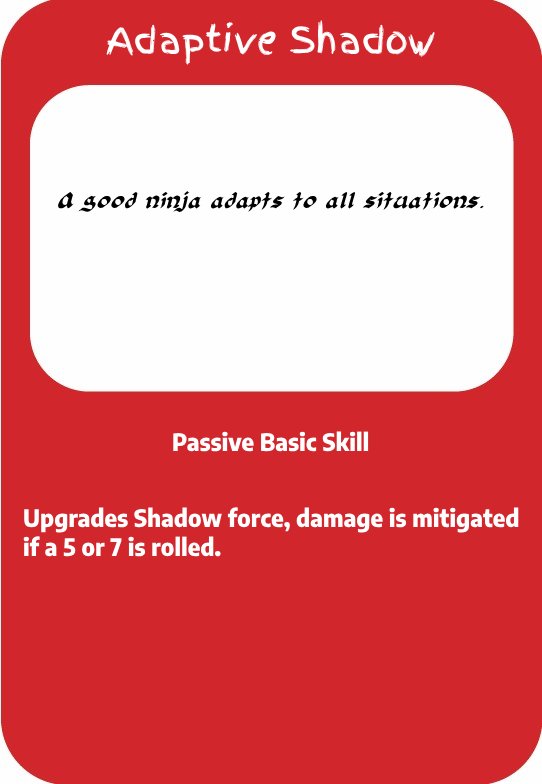 Adaptive Shadow
A good ninja adapts to all situations.
Passive Basic Skill
Upgrades Shadow force, damage is mitigated
if a 5 or 7 is rolled.